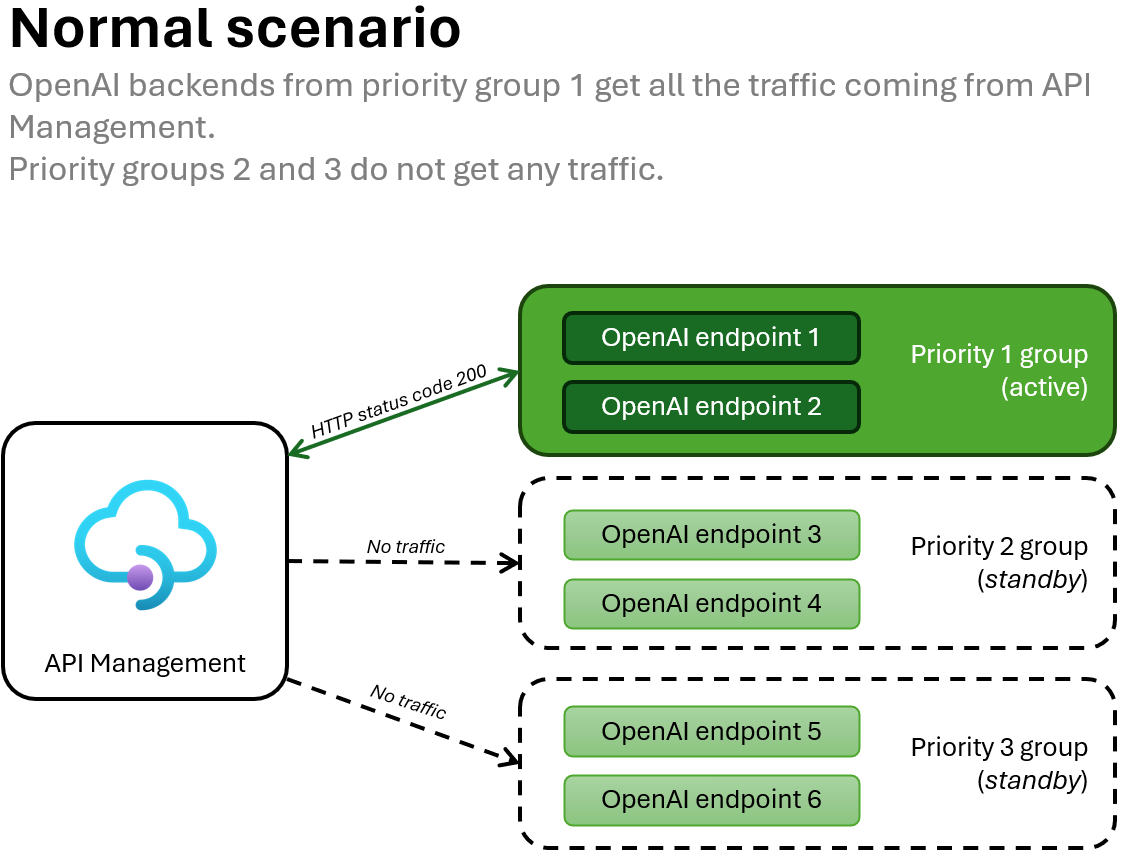 Normal scenario
OpenAI backends from priority group 1 get all the traffic coming from API
Management.
Priority groups 2 and 3 do not get any traffic.
OpenAI endpoint 1
OpenAI endpoint 2
Priority 1 group
(active)
HTTP status code 200
API Management
No traffic
OpenAI endpoint 3
OpenAI endpoint 4
Priority 2 group
(standby)
No traffic
OpenAI endpoint 5
OpenAI endpoint 6
Priority 3 group
(standby)